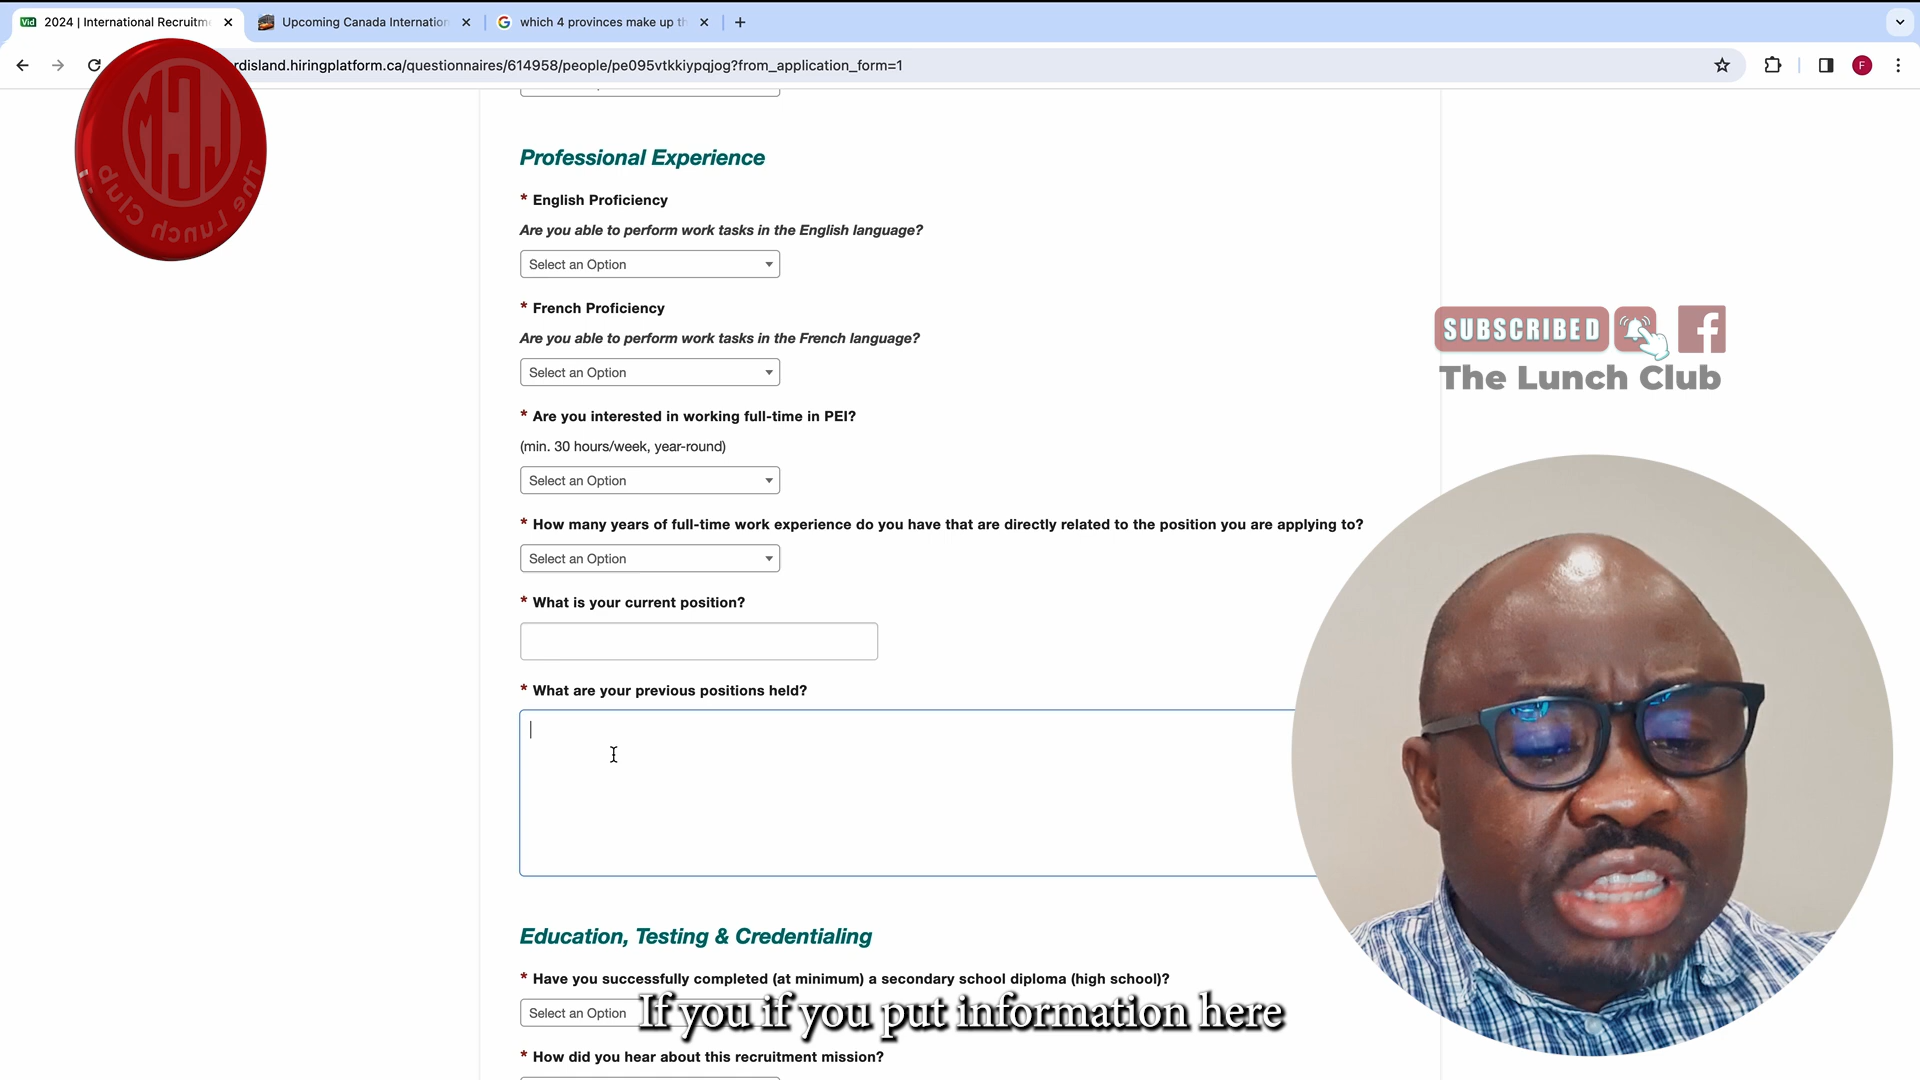 Vid 2024 | International Recruitm
Upcoming Canada Internation
which 4 provinces make up th
rdisland.hiringplatform.ca/questionnaires/614958/people/pe095vtkkiypqjog?from_application_form=1
F
MCJ
The Lunch Club
Professional Experience
* English Proficiency
Are you able to perform work tasks in the English language?
Select an Option
* French Proficiency
Are you able to perform work tasks in the French language?
Select an Option
* Are you interested in working full-time in PEI?
(min. 30 hours/week, year-round)
Select an Option
* How many years of full-time work experience do you have that are directly related to the position you are applying to?
Select an Option
* What is your current position?
* What are your previous positions held?
SUBSCRIBED
The Lunch Club
Education, Testing & Credentialing
* Have you successfully completed (at minimum) a secondary school diploma (high school)?
Select an Option
If you if you put information here
* How did you hear about this recruitment mission?